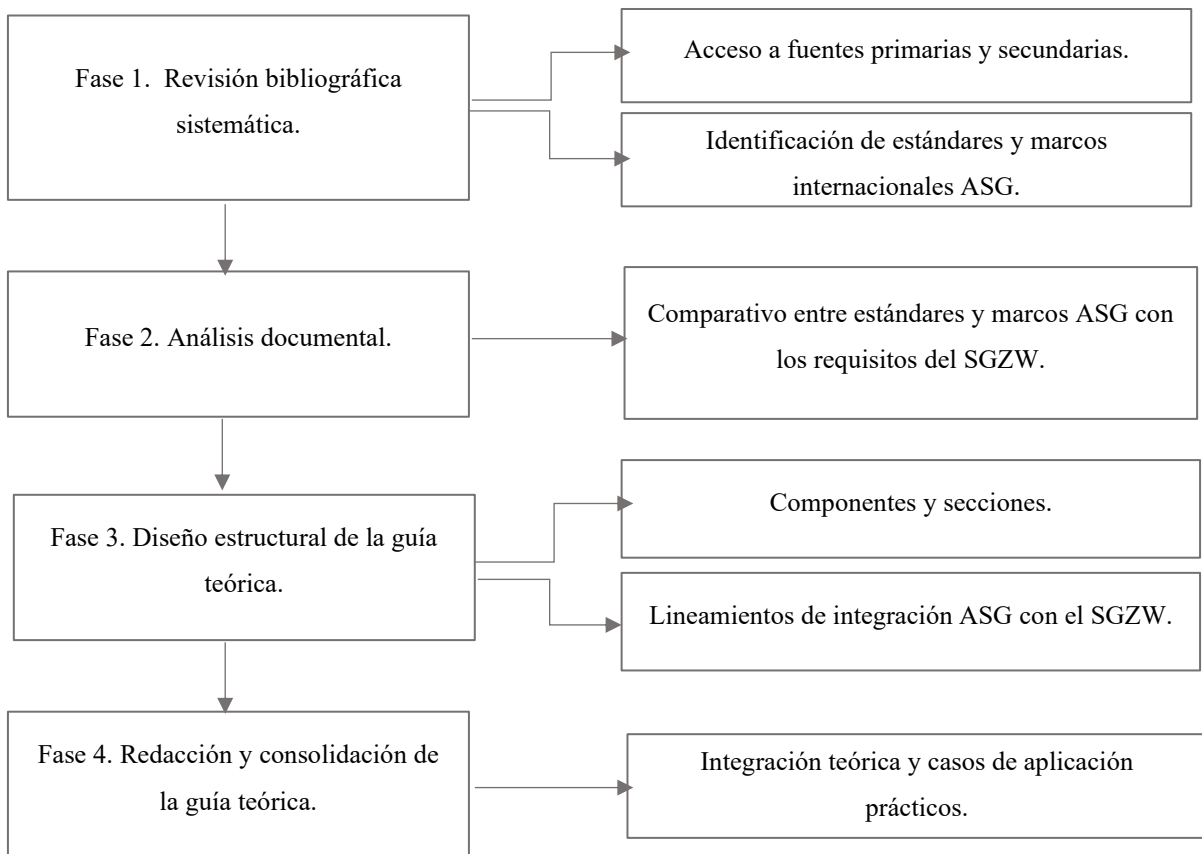 Fase 1.  Revisión bibliográfica
sistemática.
Acceso a fuentes primarias y secundarias.
Identificación de estándares y marcos
internacionales ASG.
Fase 2. Análisis documental.
Comparativo entre estándares y marcos ASG con
los requisitos del SGZW.
Fase 3. Diseño estructural de la guía
teórica.
Componentes y secciones.
Lineamientos de integración ASG con el SGZW.
Fase 4. Redacción y consolidación de
la guía teórica.
Integración teórica y casos de aplicación
prácticos.